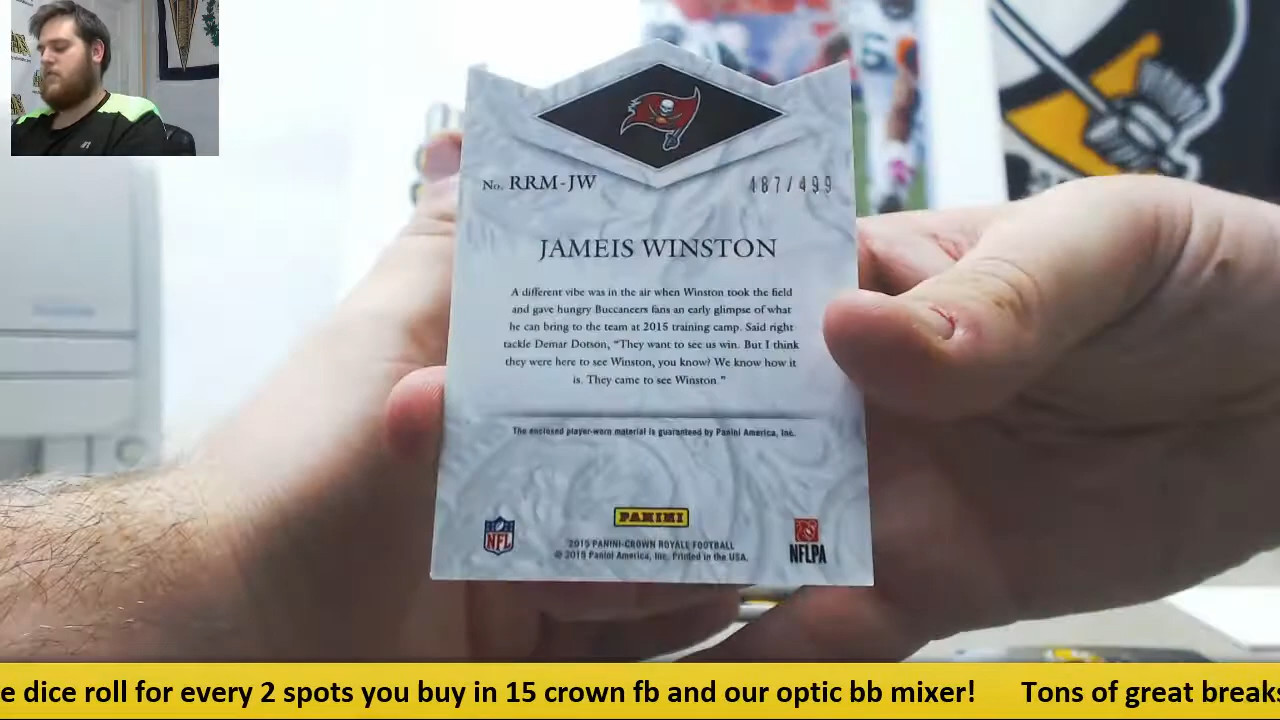 No. RRM-JW
487/499
JAMEIS WINSTON
A different vibe was in the air when Winston took the field
and gave hungry Buccaneers fans an early glimpse of what
he can bring to the team at 2015 training camp. Said right
tackle Demar Dotson, "They want to see us win. But I think
they were here to see Winston, you know? We know how it
is. They came to see Winston."
The enclosed player-worn material is guaranteed by Panini America, Inc.
NFL
PANINI
NFLPA
2015 PANINI-CROWN ROYALE FOOTBALL
© 2015 Panini America, Inc. Printed in the USA.
e dice roll for every 2 spots you buy in 15 crown fb and our optic bb mixer! Tons of great breaks